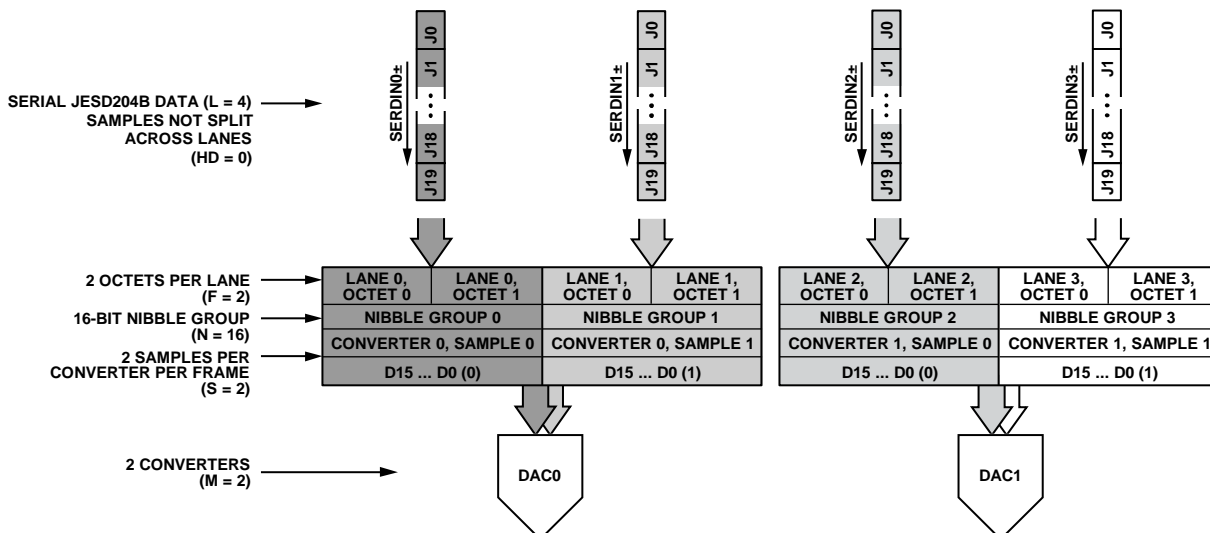 J0
J1
...
J18
J19
SERDIN0±
J0
J1
...
J18
J19
SERDIN1±
J0
J1
...
J18
J19
SERDIN2±
J0
J1
...
J18
J19
SERDIN3±
SERIAL JESD204B DATA (L = 4)
SAMPLES NOT SPLIT
ACROSS LANES
(HD = 0)
2 OCTETS PER LANE
(F = 2)
LANE 0,
OCTET 0
LANE 0,
OCTET 1
LANE 1,
OCTET 0
LANE 1,
OCTET 1
LANE 2,
OCTET 0
LANE 2,
OCTET 1
LANE 3,
OCTET 0
LANE 3,
OCTET 1
16-BIT NIBBLE GROUP
(N = 16)
NIBBLE GROUP 0
NIBBLE GROUP 1
NIBBLE GROUP 2
NIBBLE GROUP 3
2 SAMPLES PER
CONVERTER PER FRAME
(S = 2)
CONVERTER 0, SAMPLE 0
CONVERTER 0, SAMPLE 1
CONVERTER 1, SAMPLE 0
CONVERTER 1, SAMPLE 1
D15 ... D0 (0)
D15 ... D0 (1)
D15 ... D0 (0)
D15 ... D0 (1)
2 CONVERTERS
(M = 2)
DAC0
DAC1